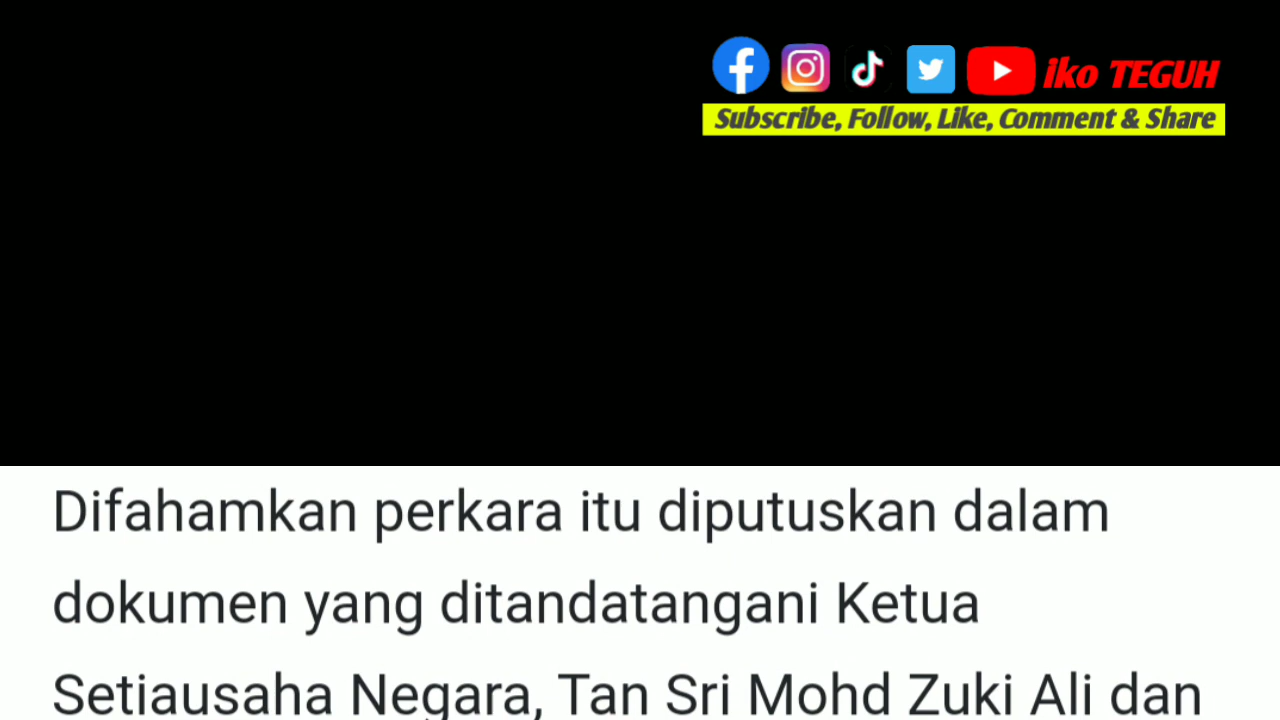 iko TEGUH
Subscribe, Follow, Like, Comment & Share
Difahamkan perkara itu diputuskan dalam
dokumen yang ditandatangani Ketua
Setiausaha Negara, Tan Sri Mohd Zuki Ali dan